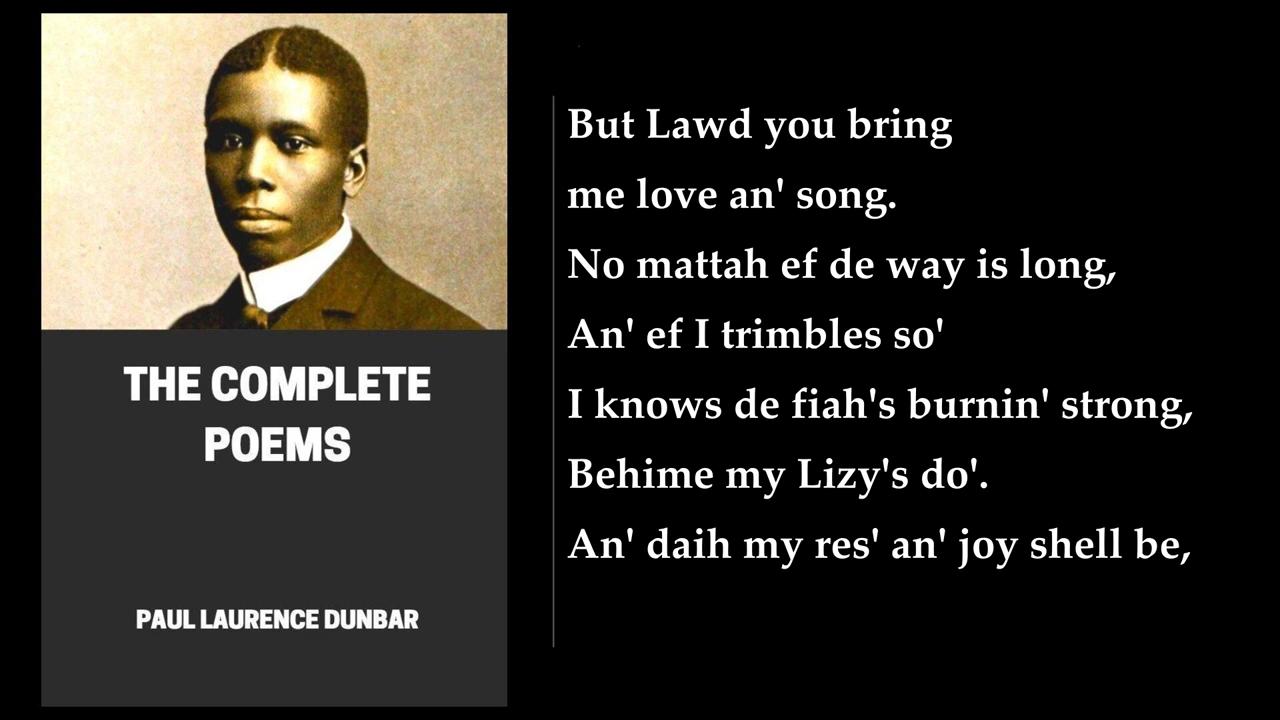 THE COMPLETE
POEMS
PAUL LAURENCE DUNBAR
But Lawd you bring
me love an' song.
No mattah ef de way is long,
An' ef I trimbles so'
I knows de fiah's burnin' strong,
Behime my Lizy's do'.
An' daih my res' an' joy shell be,